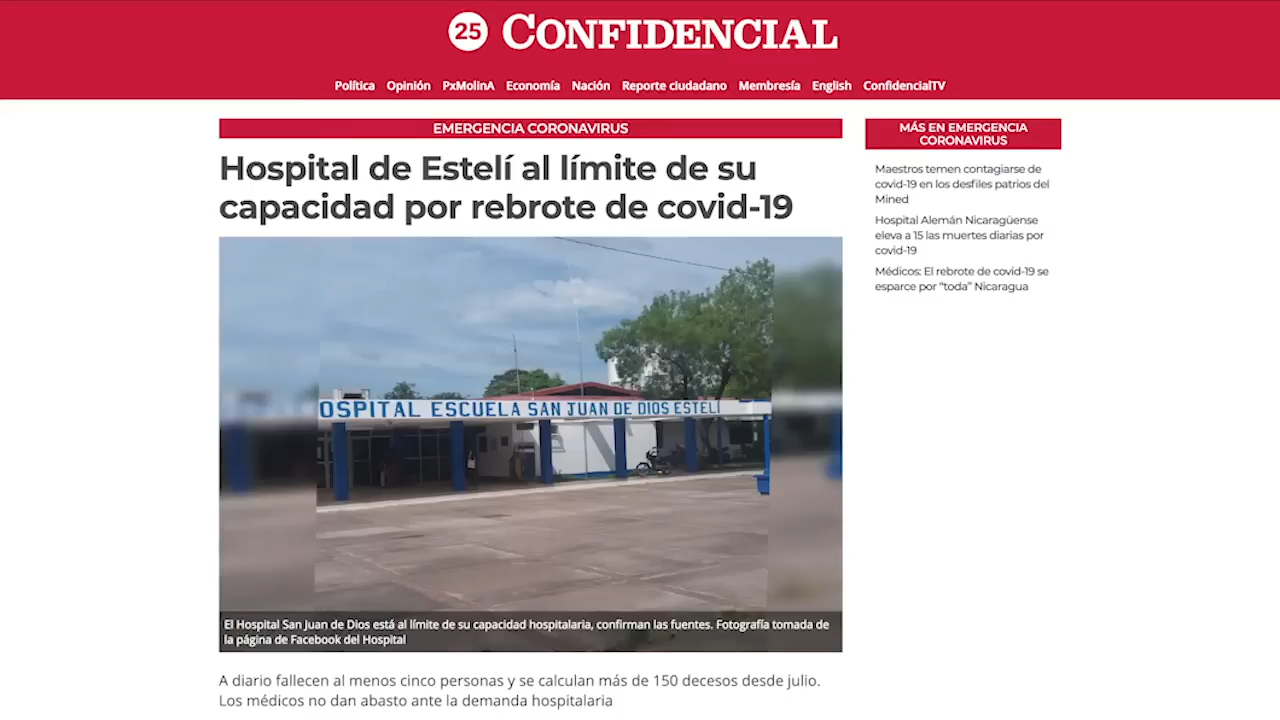 25 CONFIDENCIAL
Política Opinión PxMolinA Economía Nación Reporte ciudadano Membresía English ConfidencialTV
EMERGENCIA CORONAVIRUS
Hospital de Estelí al límite de su
capacidad por rebrote de covid-19
OSPITAL ESCUELA SAN JUAN DE DIOS ESTELÍ
El Hospital San Juan de Dios está al límite de su capacidad hospitalaria, confirman las fuentes. Fotografía tomada de
la página de Facebook del Hospital
A diario fallecen al menos cinco personas y se calculan más de 150 decesos desde julio.
Los médicos no dan abasto ante la demanda hospitalaria
MÁS EN EMERGENCIA
CORONAVIRUS
Maestros temen contagiarse de
covid-19 en los desfiles patrios del
Mined
Hospital Alemán Nicaragüense
eleva a 15 las muertes diarias por
covid-19
Médicos: El rebrote de covid-19 se
esparce por “toda” Nicaragua